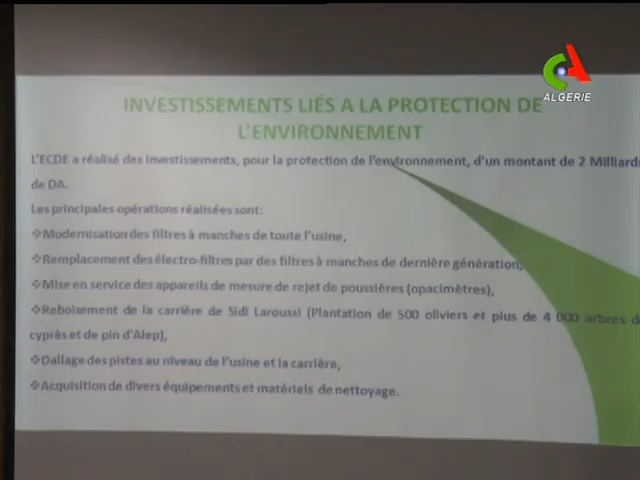 ALGERIE
INVESTISSEMENTS LIÉS A LA PROTECTION DE
L'ENVIRONNEMENT
L'ECDE a réalisé des investissements, pour la protection de l'environnement, d'un montant de 2 Milliards
de DA.
Les principales opérations réalisées sont:
❖Modernisation des filtres à manches de toute l'usine,
❖Remplacement des électro-filtres par des filtres à manches de dernière génération,
❖Mise en service des appareils de mesure de rejet de poussières (opacimètres),
❖Reboisement de la carrière de Sidi Laroussi (Plantation de 500 oliviers et plus de 4 000 arbres de
cyprès et de pin d'Alep),
❖Dallage des pistes au niveau de l'usine et la carrière,
❖Acquisition de divers équipements et matériels de nettoyage.